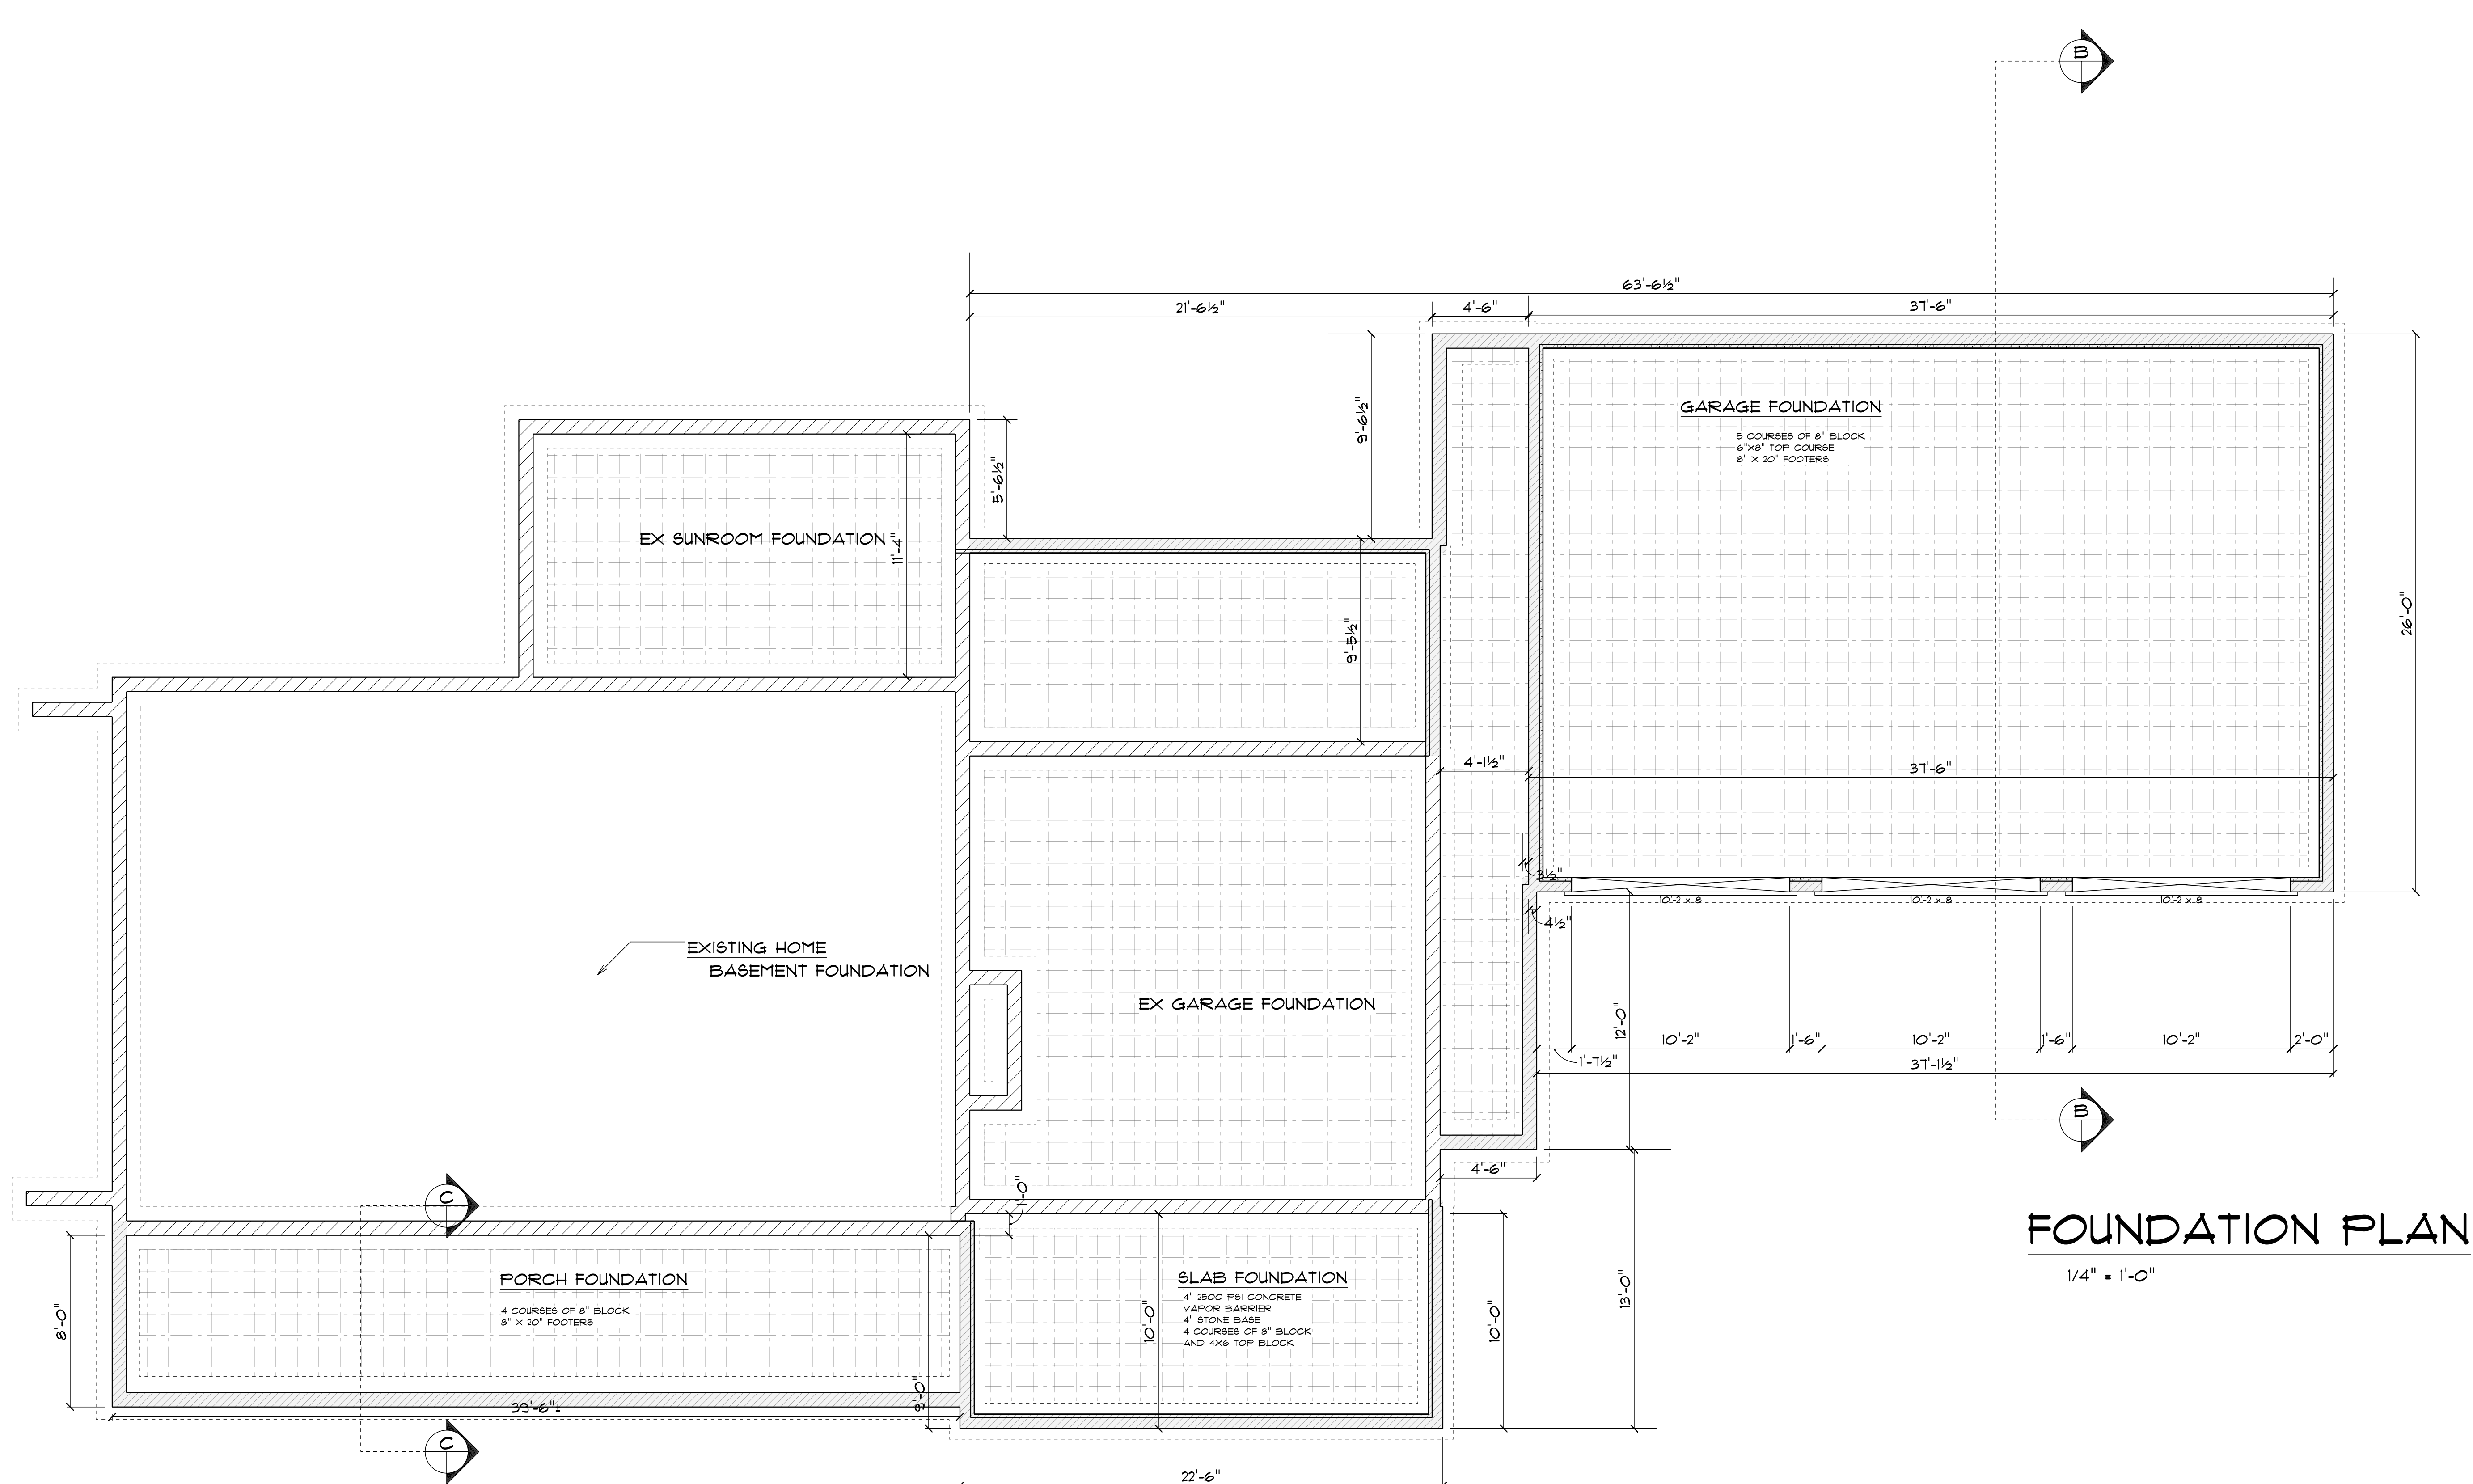 B
63'-6½"
21'-6½"
4'-6"
37'-6"
GARAGE FOUNDATION
5 COURSES OF 8" BLOCK
6"X8" TOP COURSE
8" X 20" FOOTERS
9'-6½"
5'-6½"
EX SUNROOM FOUNDATION
11'-4"
9'-5½"
26'-0"
4'-1½"
37'-6"
3½"
4½"
10'-2 x 8
10'-2 x 8
10'-2 x 8
EXISTING HOME
BASEMENT FOUNDATION
EX GARAGE FOUNDATION
12'-0"
10'-2"
1'-6"
10'-2"
1'-6"
10'-2"
2'-0"
1'-7½"
37'-1½"
B
4'-6"
C
1'-0"
FOUNDATION PLAN
1/4" = 1'-0"
PORCH FOUNDATION
4 COURSES OF 8" BLOCK
8" X 20" FOOTERS
SLAB FOUNDATION
4" 2500 PSI CONCRETE
VAPOR BARRIER
4" STONE BASE
4 COURSES OF 8" BLOCK
AND 4X6 TOP BLOCK
8'-0"
10'-0"
10'-0"
13'-0"
9'-0"
39'-6"±
C
22'-6"